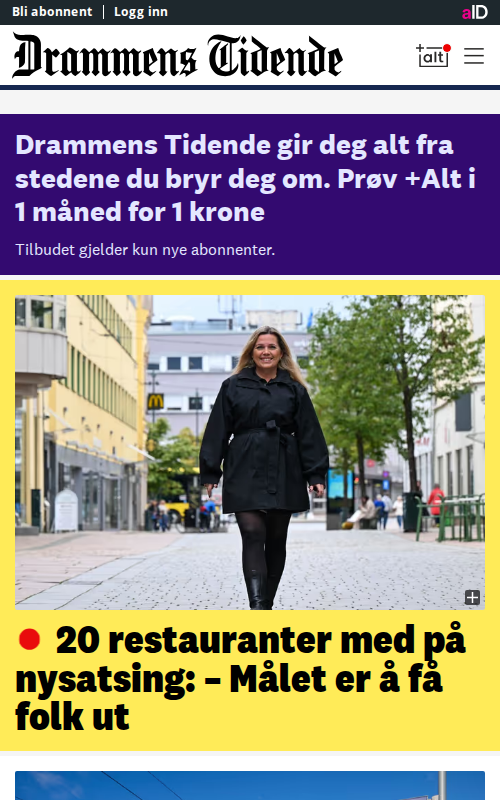 Bli abonnent | Logg inn
aID
Drammens Tidende
+alt
Drammens Tidende gir deg alt fra
stedene du bryr deg om. Prøv +Alt i
1 måned for 1 krone
Tilbudet gjelder kun nye abonnenter.
20 restauranter med på
nysatsing: – Målet er å få
folk ut